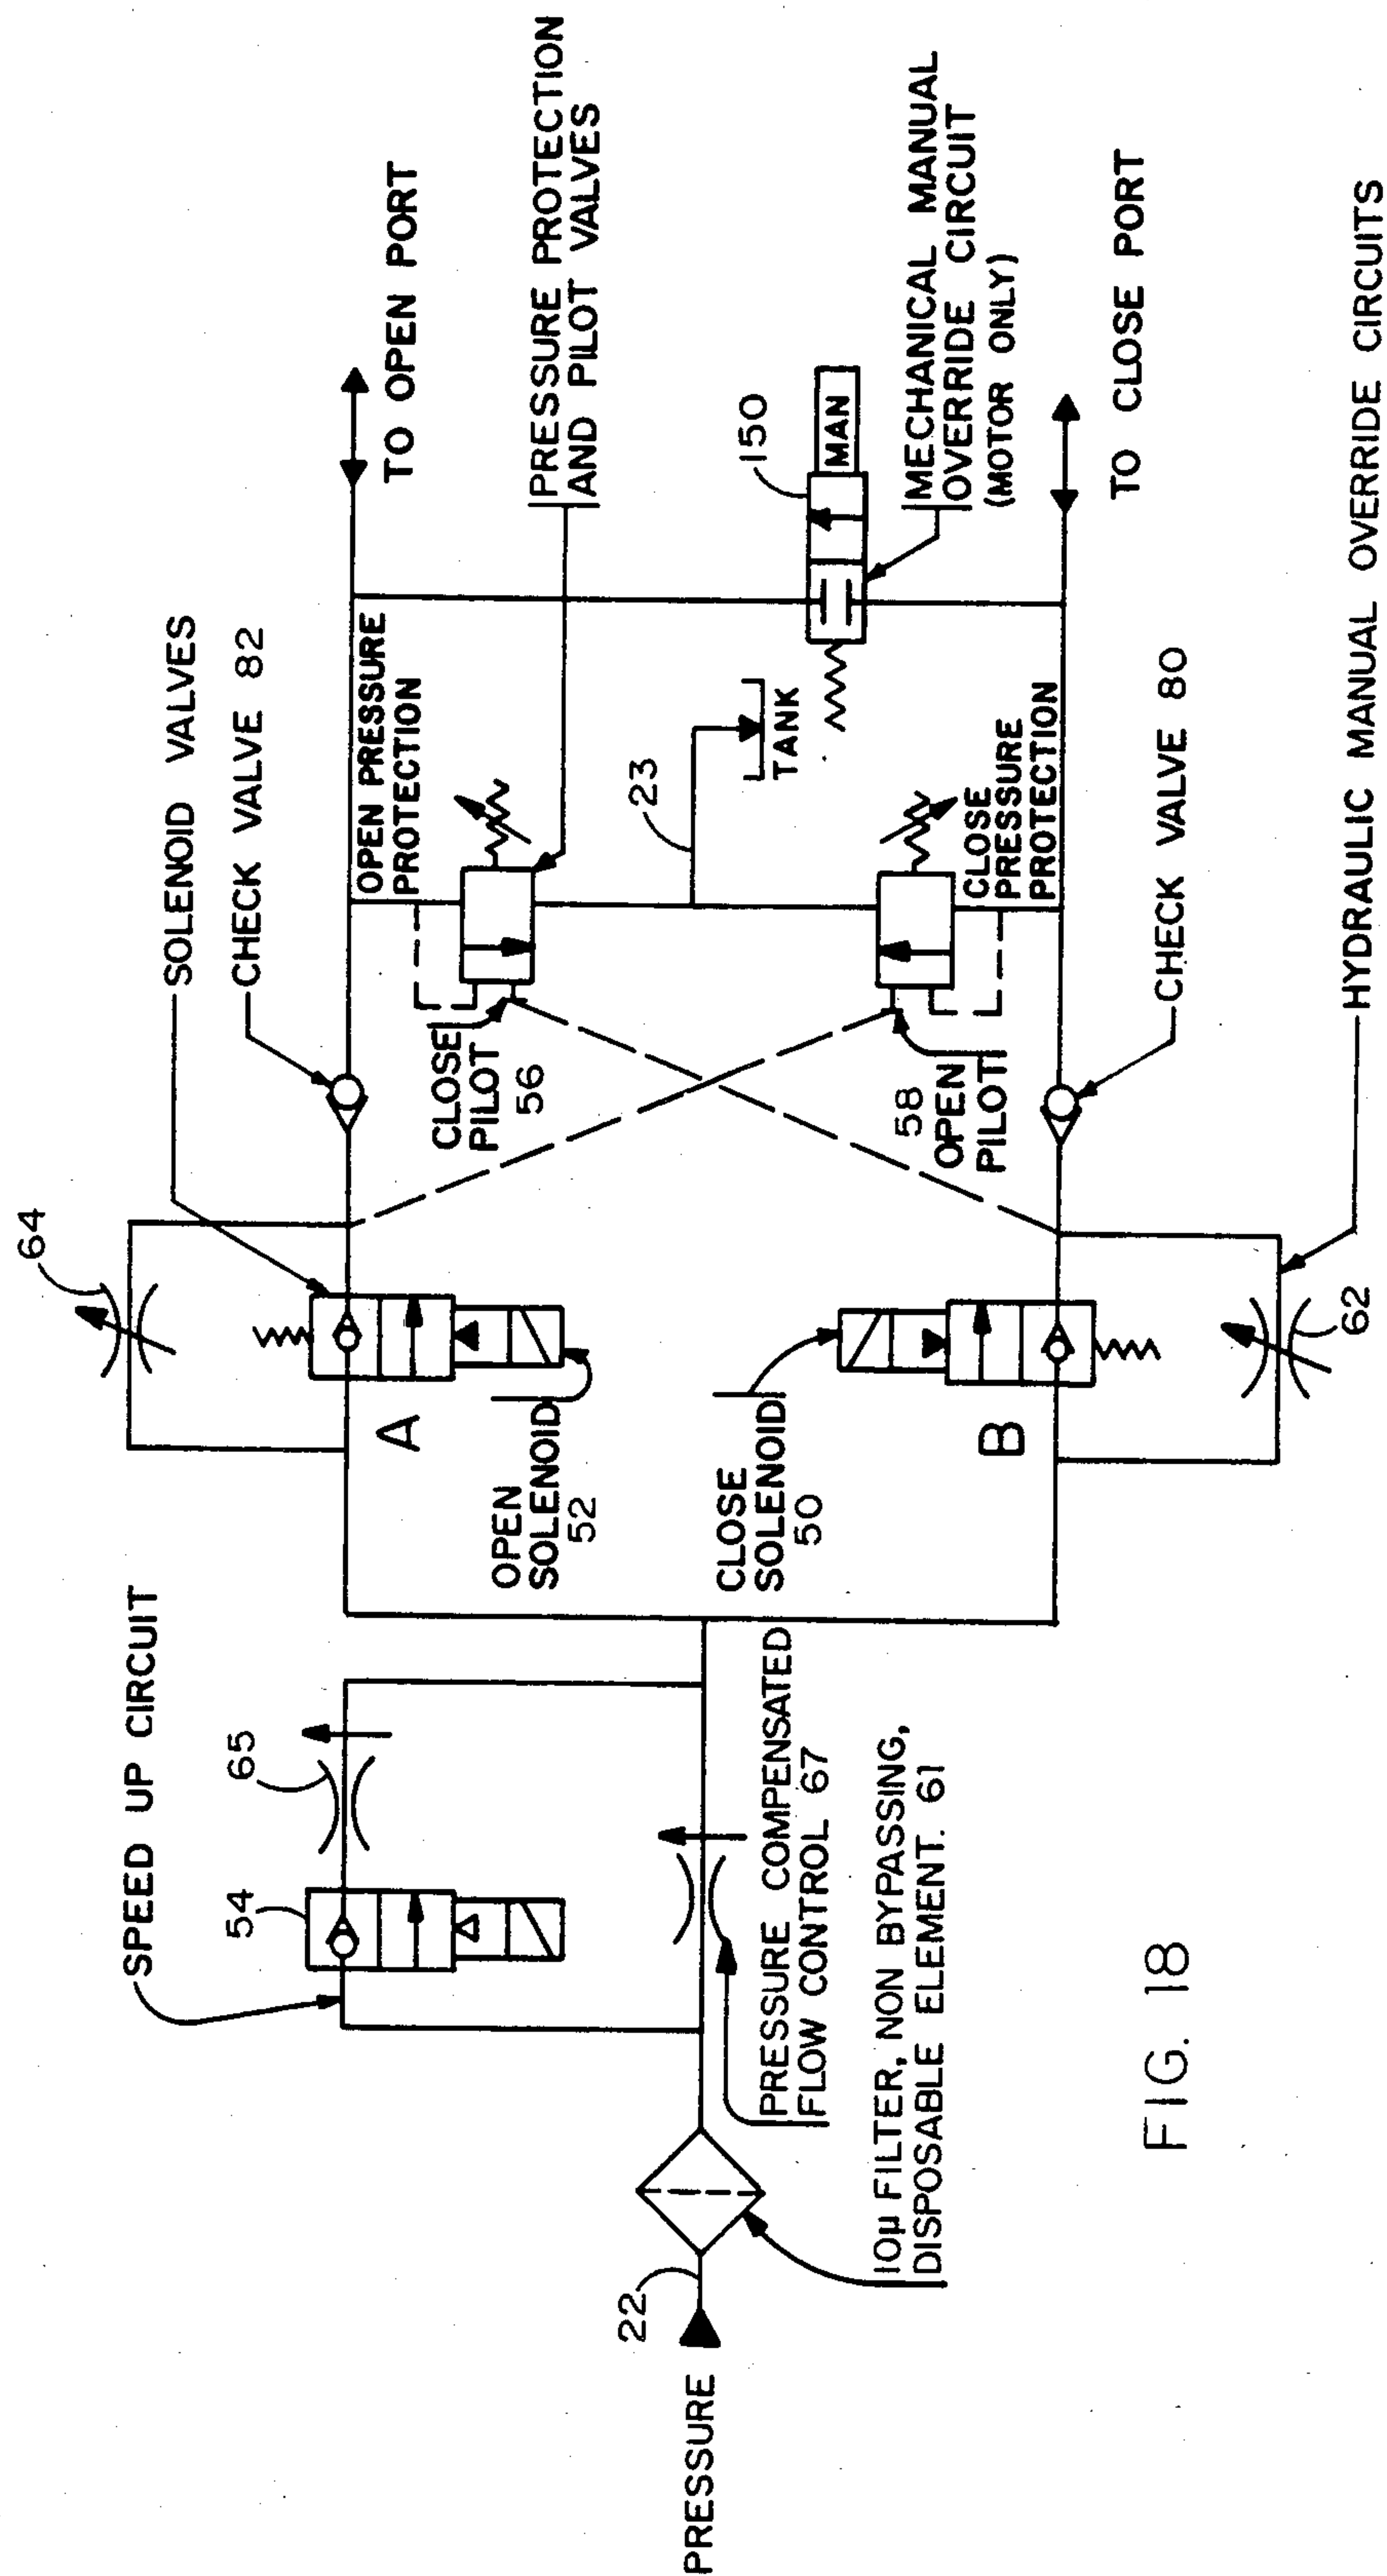 PRESSURE
22
SPEED UP CIRCUIT
54
65
PRESSURE COMPENSATED
FLOW CONTROL 67
10µ FILTER, NON BYPASSING,
DISPOSABLE ELEMENT. 61
64
SOLENOID VALVES
CHECK VALVE 82
A
OPEN
SOLENOID
52
CLOSE
SOLENOID
50
B
62
CLOSE
PILOT
56
58
OPEN
PILOT
OPEN PRESSURE
PROTECTION
23
TANK
CLOSE
PRESSURE
PROTECTION
CHECK VALVE 80
HYDRAULIC MANUAL OVERRIDE CIRCUITS
TO OPEN PORT
PRESSURE PROTECTION
AND PILOT VALVES
150
MAN
MECHANICAL MANUAL
OVERRIDE CIRCUIT
(MOTOR ONLY)
TO CLOSE PORT
FIG. 18